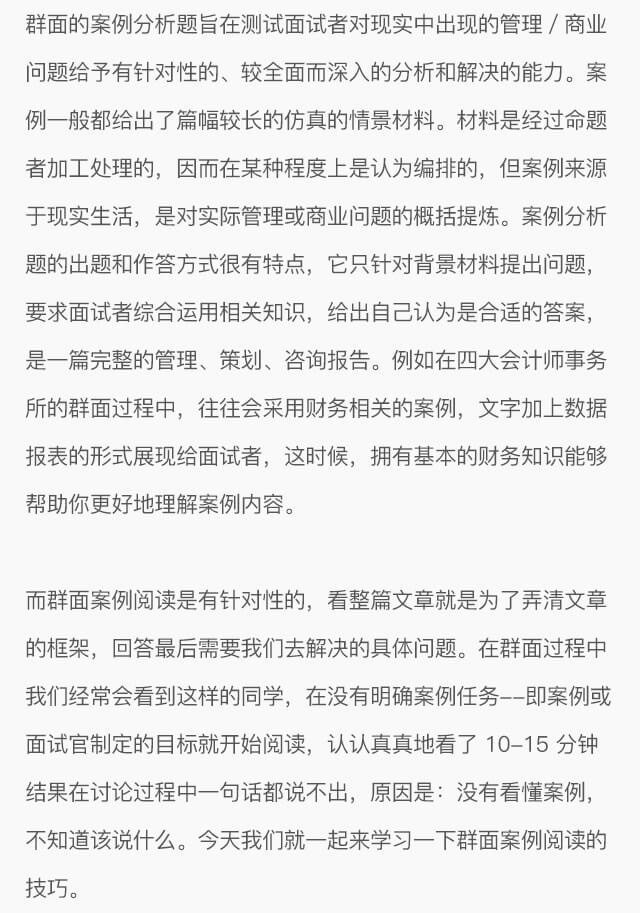 群面的案例分析题旨在测试面试者对现实中出现的管理 / 商业
问题给予有针对性的、较全面而深入的分析和解决的能力。案
例一般都给出了篇幅较长的仿真的情景材料。材料是经过命题
者加工处理的，因而在某种程度上是认为编排的，但案例来源
于现实生活，是对实际管理或商业问题的概括提炼。案例分析
题的出题和作答方式很有特点，它只针对背景材料提出问题，
要求面试者综合运用相关知识，给出自己认为是合适的答案，
是一篇完整的管理、策划、咨询报告。例如在四大会计师事务
所的群面过程中，往往会采用财务相关的案例，文字加上数据
报表的形式展现给面试者，这时候，拥有基本的财务知识能够
帮助你更好地理解案例内容。
而群面案例阅读是有针对性的，看整篇文章就是为了弄清文章
的框架，回答最后需要我们去解决的具体问题。在群面过程中
我们经常会看到这样的同学，在没有明确案例任务--即案例或
面试官制定的目标就开始阅读，认认真真地看了 10-15 分钟
结果在讨论过程中一句话都说不出，原因是：没有看懂案例，
不知道该说什么。今天我们就一起来学习一下群面案例阅读的
技巧。